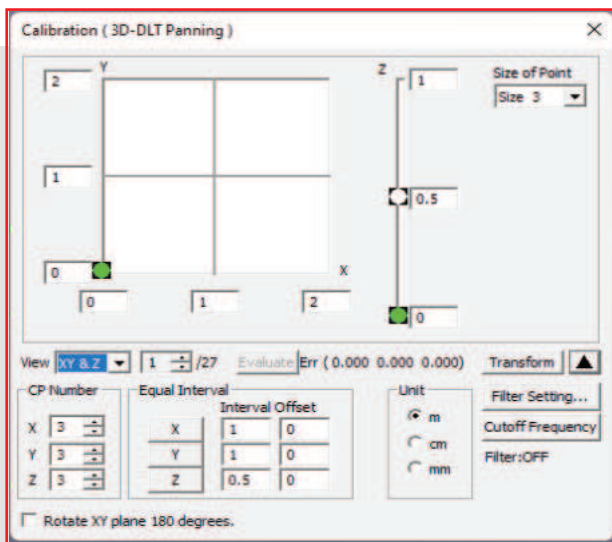 Calibration ( 3D-DLT Panning )
Y
2
1
0
X
0 1 2
Z
1
0.5
0
Size of Point
Size 3
View XY & Z 1 /27 Evaluate Err ( 0.000 0.000 0.000) Transform
CP Number
X 3
Y 3
Z 3
Equal Interval
Interval Offset
X 1 0
Y 1 0
Z 0.5 0
Unit
m
cm
mm
Filter Setting...
Cutoff Frequency
Filter:OFF
Rotate XY plane 180 degrees.